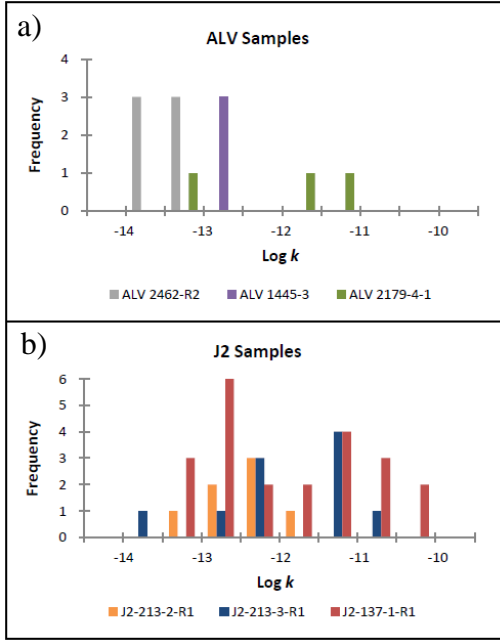 a)
ALV Samples
4
3
2
1
0
Frequency
-14 -13 -12 -11 -10
Log k
ALV 2462-R2 ALV 1445-3 ALV 2179-4-1
b)
J2 Samples
6
5
4
3
2
1
0
Frequency
-14 -13 -12 -11 -10
Log k
J2-213-2-R1 J2-213-3-R1 J2-137-1-R1